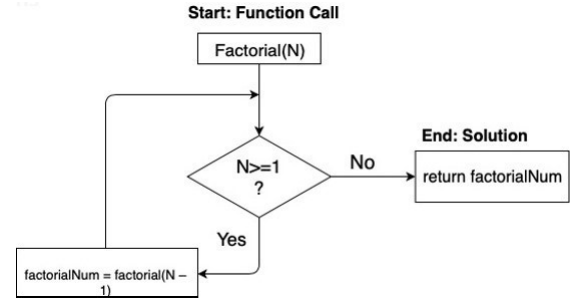 Start: Function Call
Factorial(N)
N>=1
?
No
End: Solution
return factorialNum
Yes
factorialNum = factorial(N –
1)